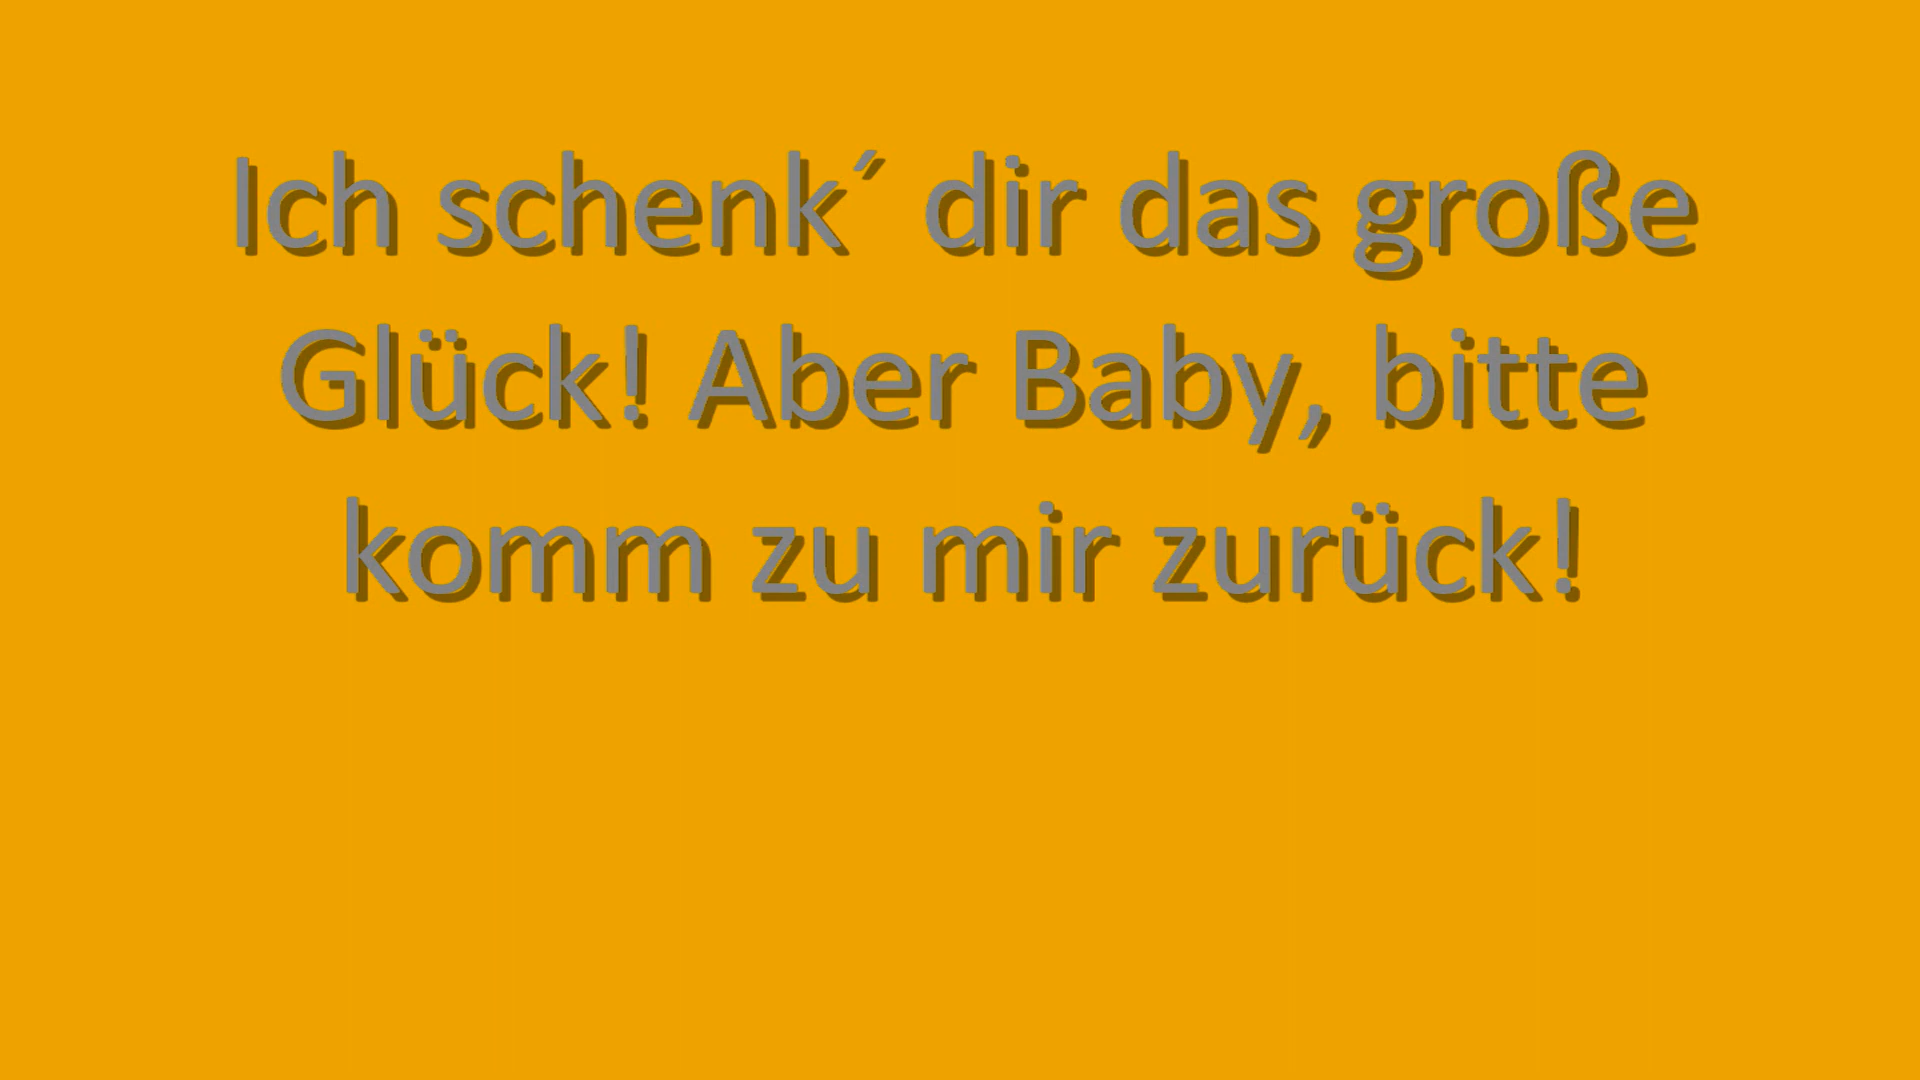 Ich schenk´ dir das große
Glück! Aber Baby, bitte
komm zu mir zurück!